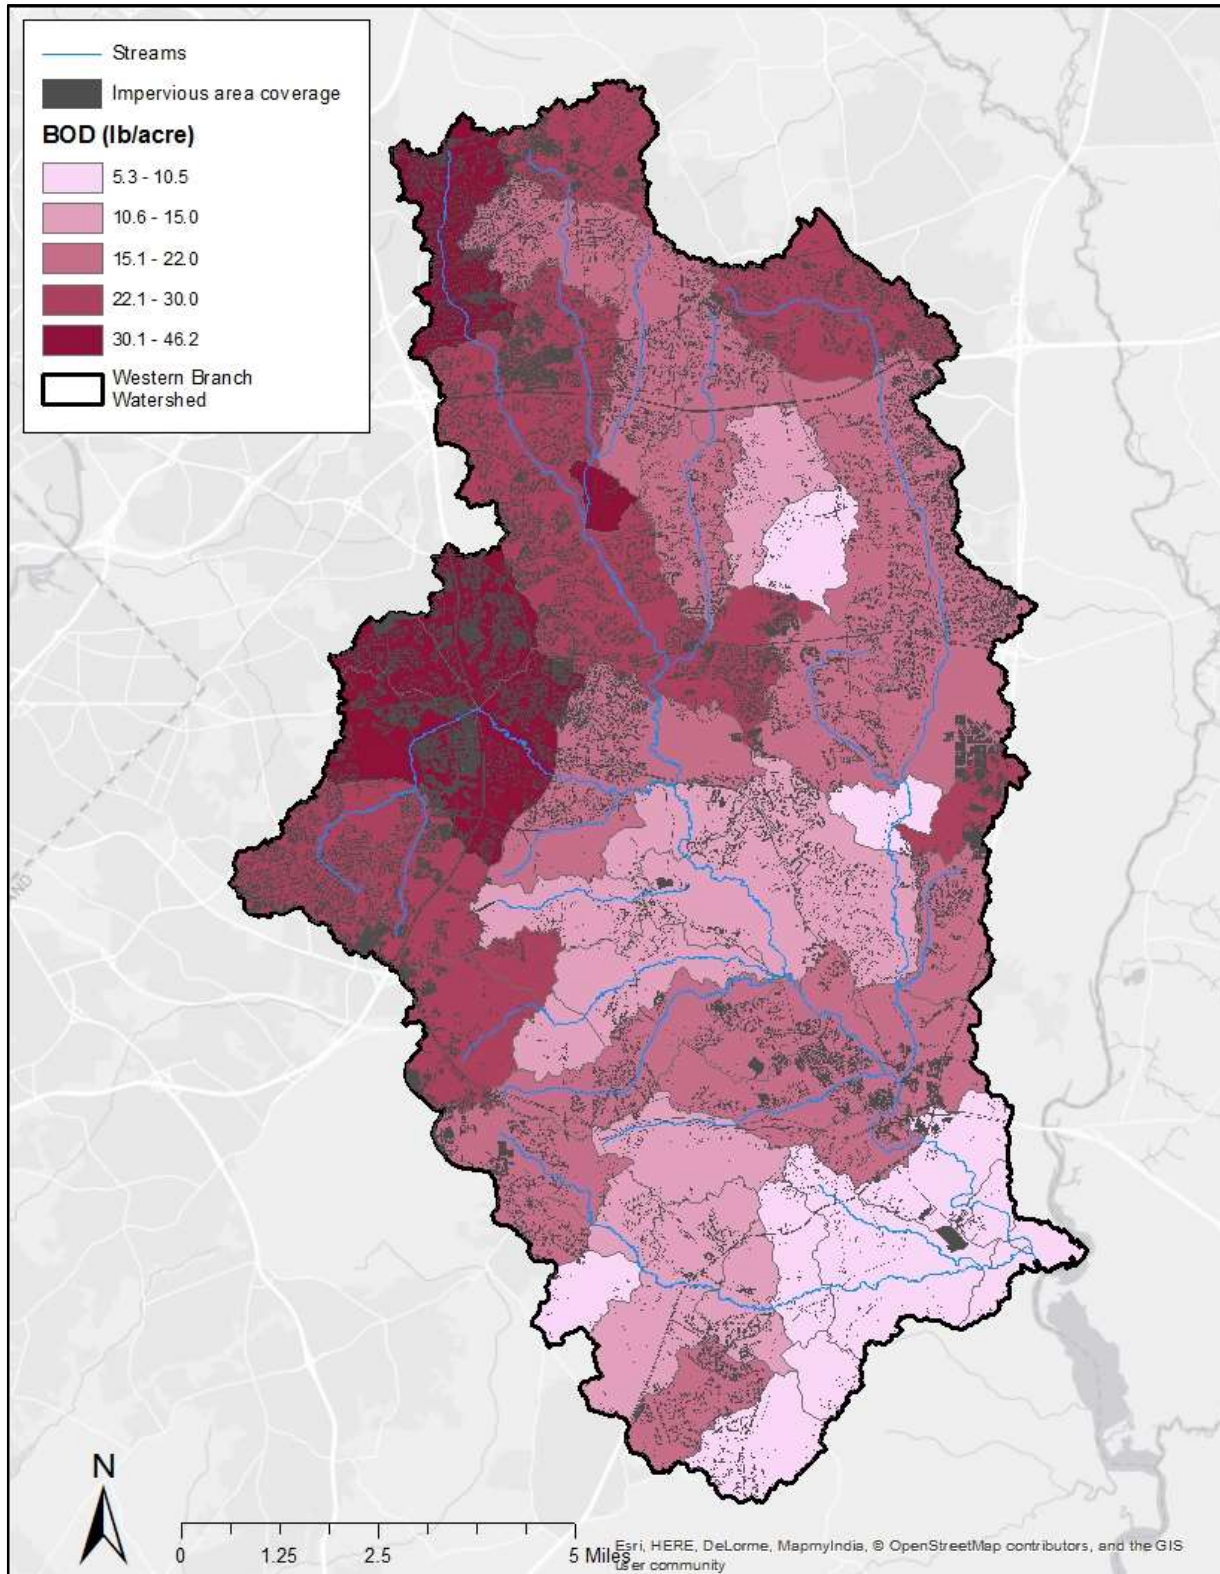 Streams
Impervious area coverage
BOD (lb/acre)
5.3 - 10.5
10.6 - 15.0
15.1 - 22.0
22.1 - 30.0
30.1 - 46.2
Western Branch
Watershed
N
0 1.25 2.5 5 Miles
Esri, HERE, DeLorme, MapmyIndia, © OpenStreetMap contributors, and the GIS
user community